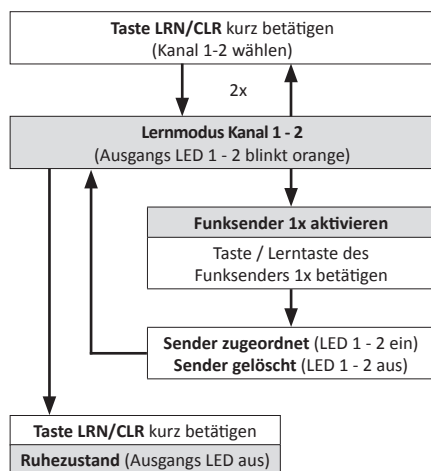 Taste LRN/CLR kurz betätigen
(Kanal 1-2 wählen)
2x
Lernmodus Kanal 1 - 2
(Ausgangs LED 1 - 2 blinkt orange)
Funksender 1x aktivieren
Taste / Lerntaste des
Funksenders 1x betätigen
Sender zugeordnet (LED 1 - 2 ein)
Sender gelöscht (LED 1 - 2 aus)
Taste LRN/CLR kurz betätigen
Ruhezustand (Ausgangs LED aus)